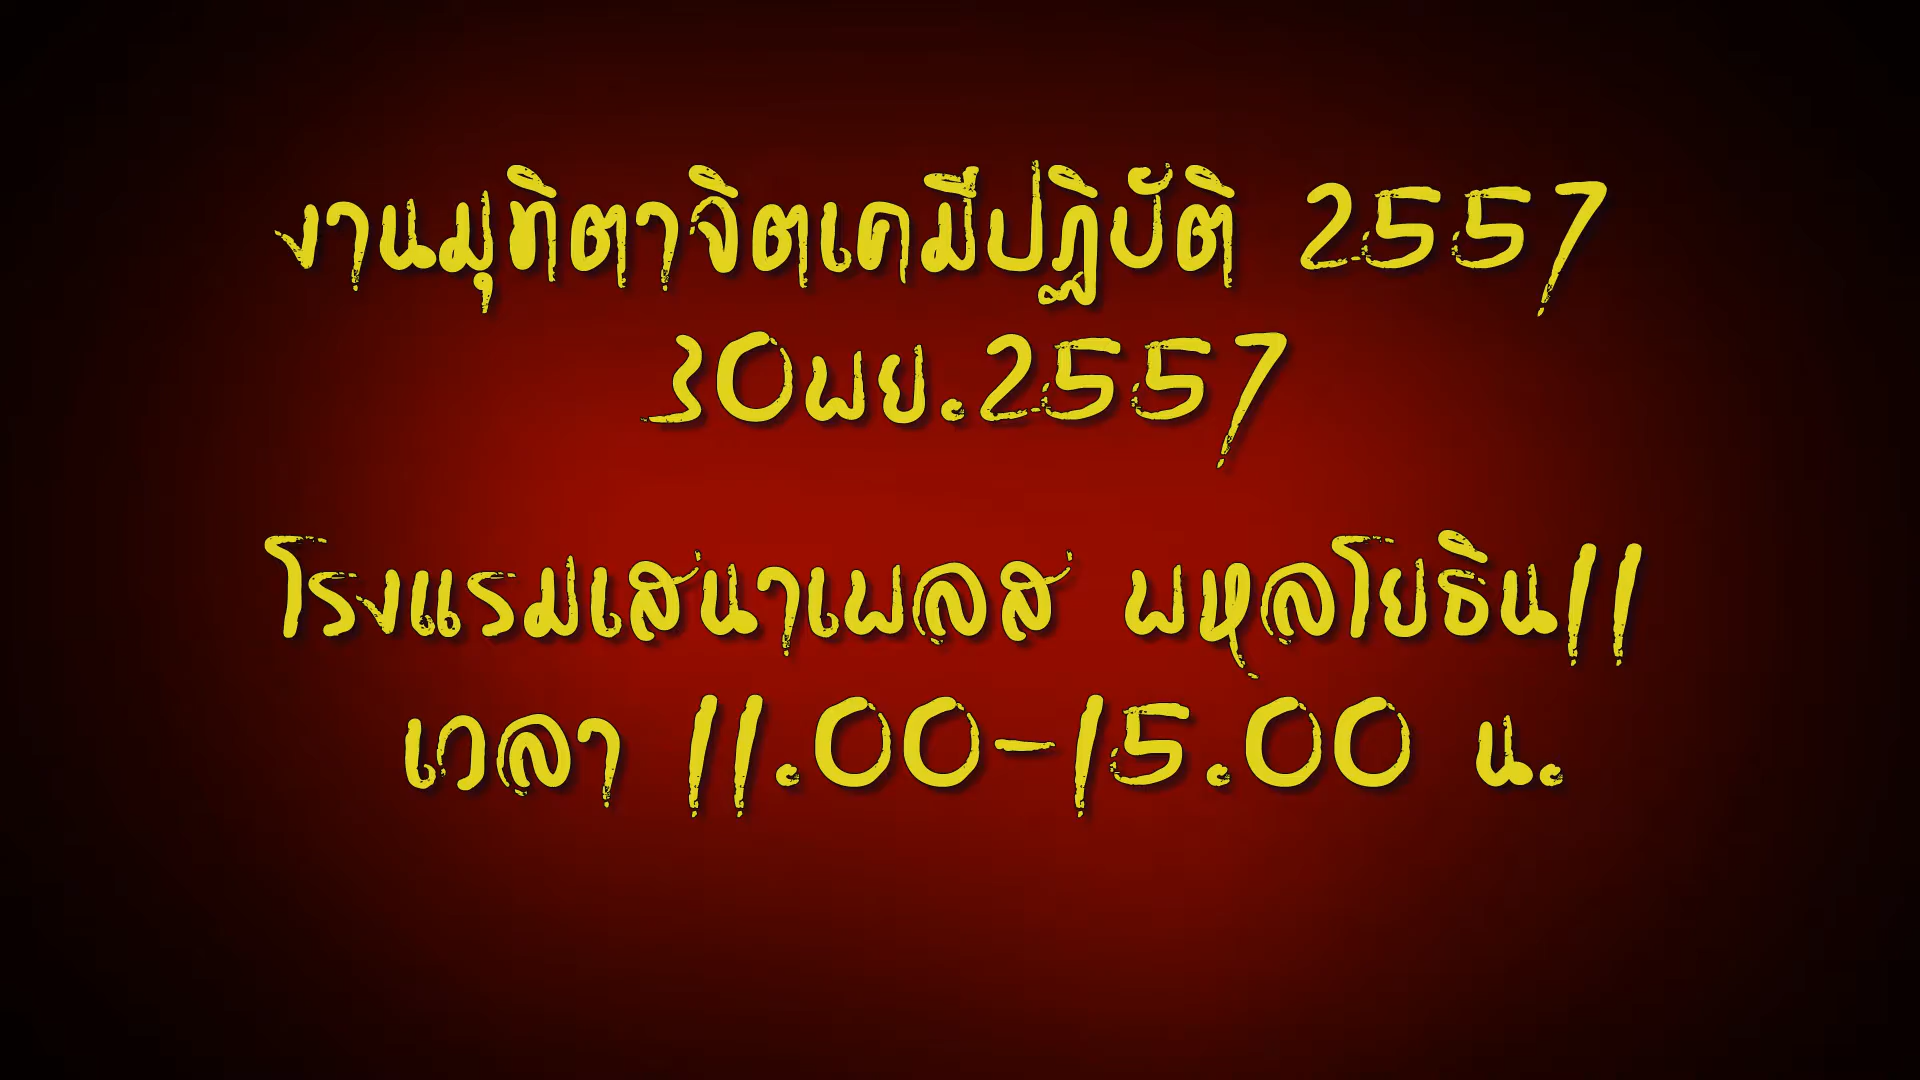 งานมุทิตาจิตเคมีปฏิบัติ 2557
30พย.2557
โรงแรมเสนาเพลส พหลโยธิน11
เวลา 11.00-15.00 น.